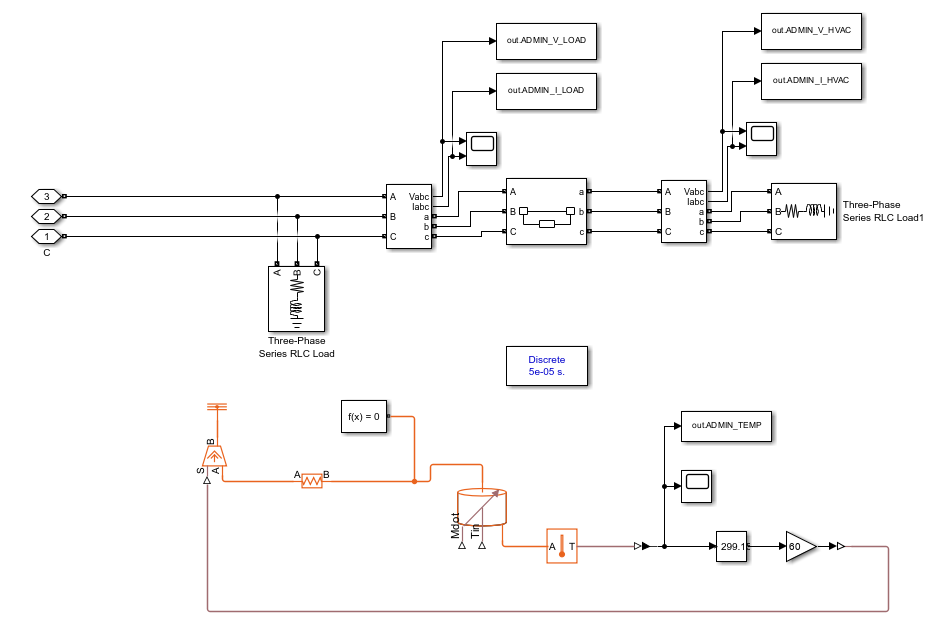 out.ADMIN_V_LOAD
out.ADMIN_I_LOAD
out.ADMIN_V_HVAC
out.ADMIN_I_HVAC
3
2
1
C
A
B
C
Vabc
Iabc
a
b
c
A
B
C
a
b
c
A
B
C
Vabc
Iabc
a
b
c
A
B
C
Three-Phase
Series RLC Load1
A
B
C
Three-Phase
Series RLC Load
Discrete
5e-05 s.
f(x) = 0
B
S
A
A
B
Mdot
Tin
A
T
out.ADMIN_TEMP
299.15
60